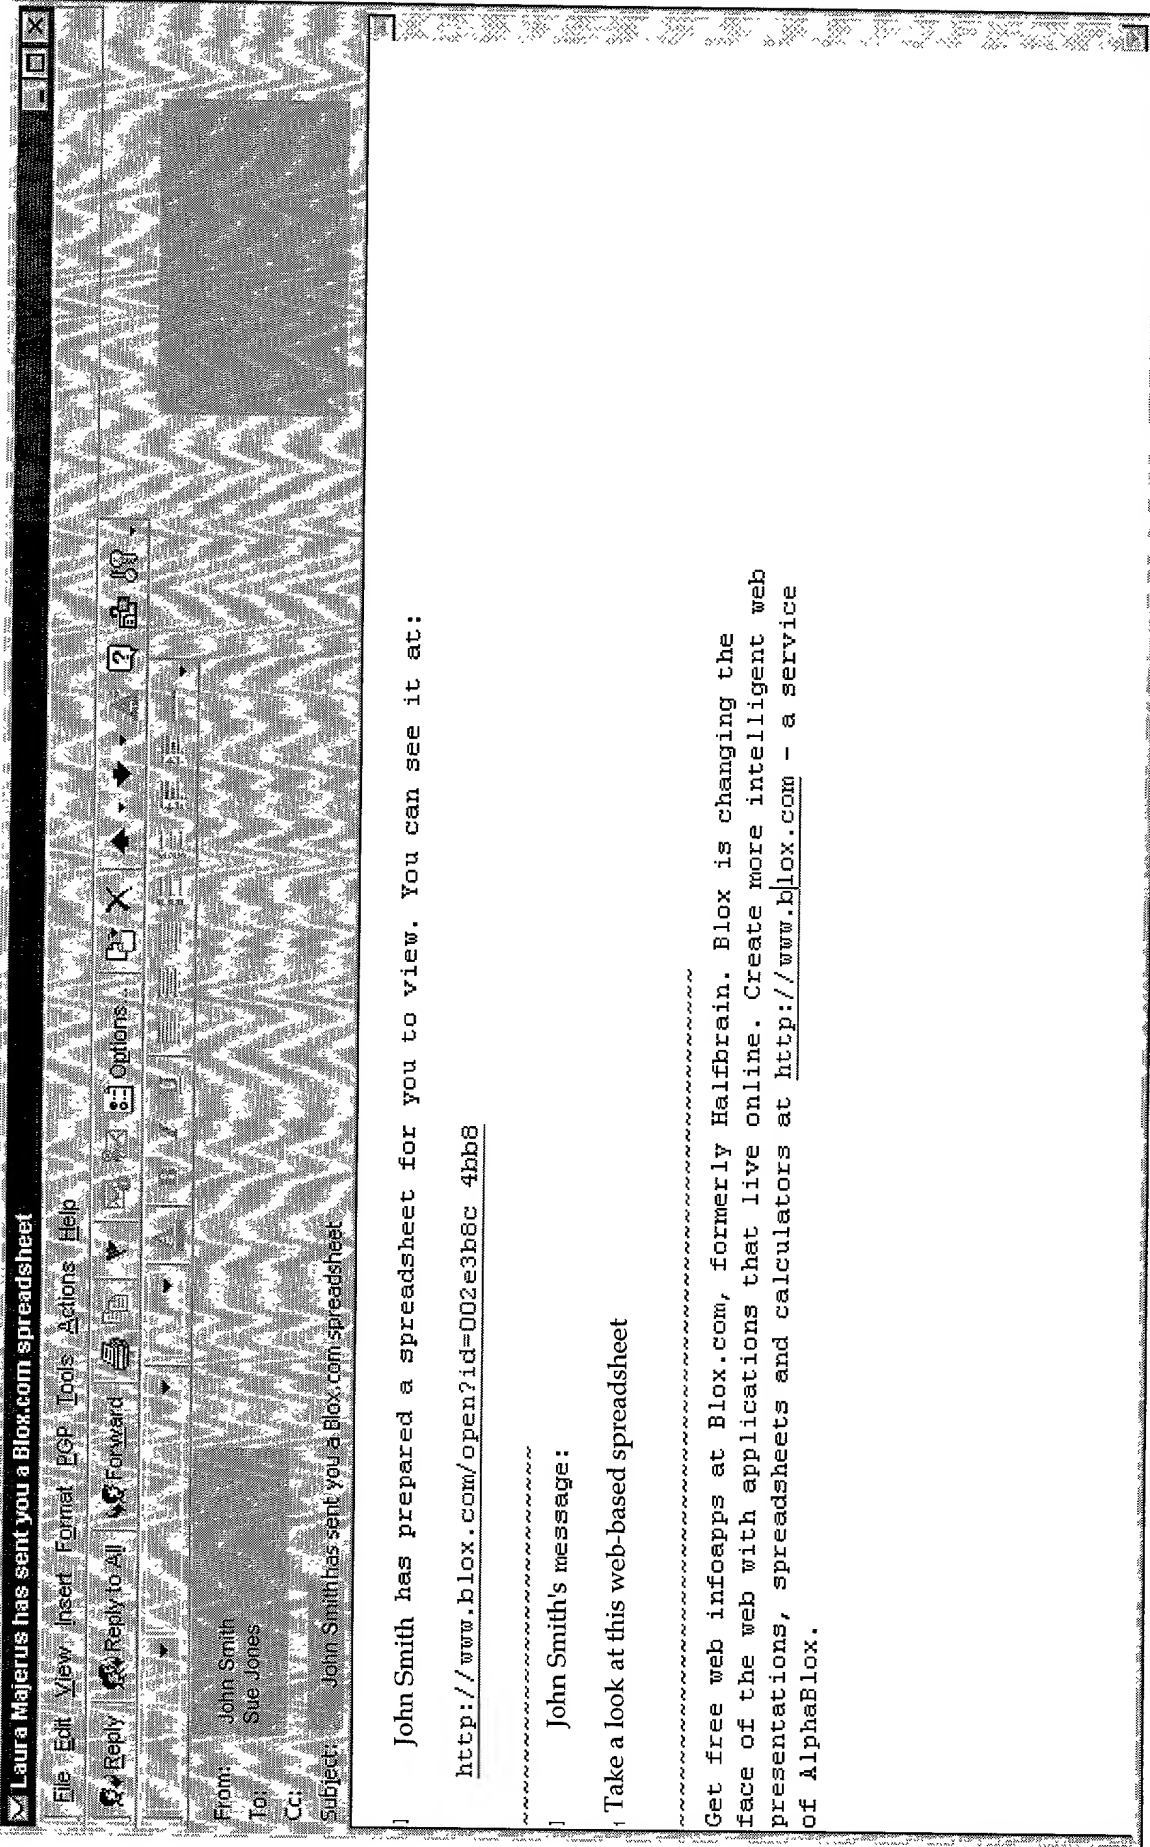 Laura Majerus has sent you a Blox.com spreadsheet
File Edit View Insert Format PGP Tools Actions Help
Reply Reply to All Forward Options...
From: John Smith
To: Sue Jones
Cc:
Subject: John Smith has sent you a Blox.com spreadsheet
John Smith has prepared a spreadsheet for you to view. You can see it at:
http://www.blox.com/open?id=002e3b8c 4bb8
~~~~~~~~~~~~~~~~~~~~~~~~~~~~
John Smith's message:
Take a look at this web-based spreadsheet
~~~~~~~~~~~~~~~~~~~~~~~~~~~~~~~~~~~~~~~~~~~~~~~~~~~~~~~~~~~~~~~~
Get free web infoapps at Blox.com, formerly Halfbrain. Blox is changing the
face of the web with applications that live online. Create more intelligent web
presentations, spreadsheets and calculators at http://www.blox.com - a service
of AlphaBlox.